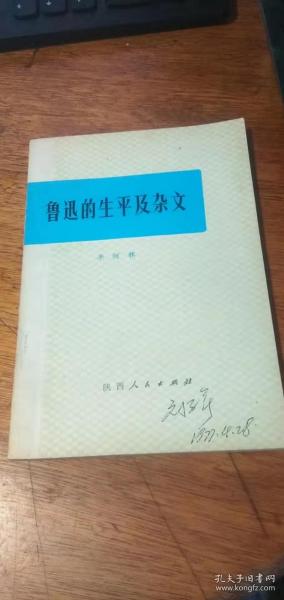 鲁迅的生平及杂文
李何林
陕西人民出版社
1977.4.28
孔夫子旧书网
www.kongfz.com